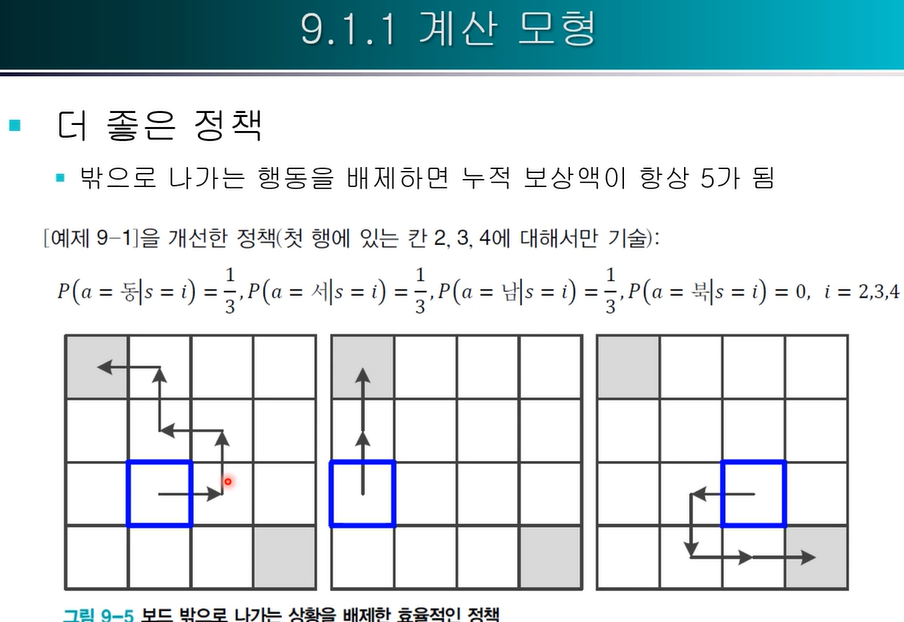 9.1.1 계산 모형
더 좋은 정책
밖으로 나가는 행동을 배제하면 누적 보상액이 항상 5가 됨
[예제 9-1]을 개선한 정책(첫 행에 있는 칸 2, 3, 4에 대해서만 기술):
P(a = 동|s = i) = 1/3, P(a = 서|s = i) = 1/3, P(a = 남|s = i) = 1/3, P(a = 북|s = i) = 0, i = 2,3,4
그림 9-5 보드 밖으로 나가는 상황을 배제한 효율적인 정책